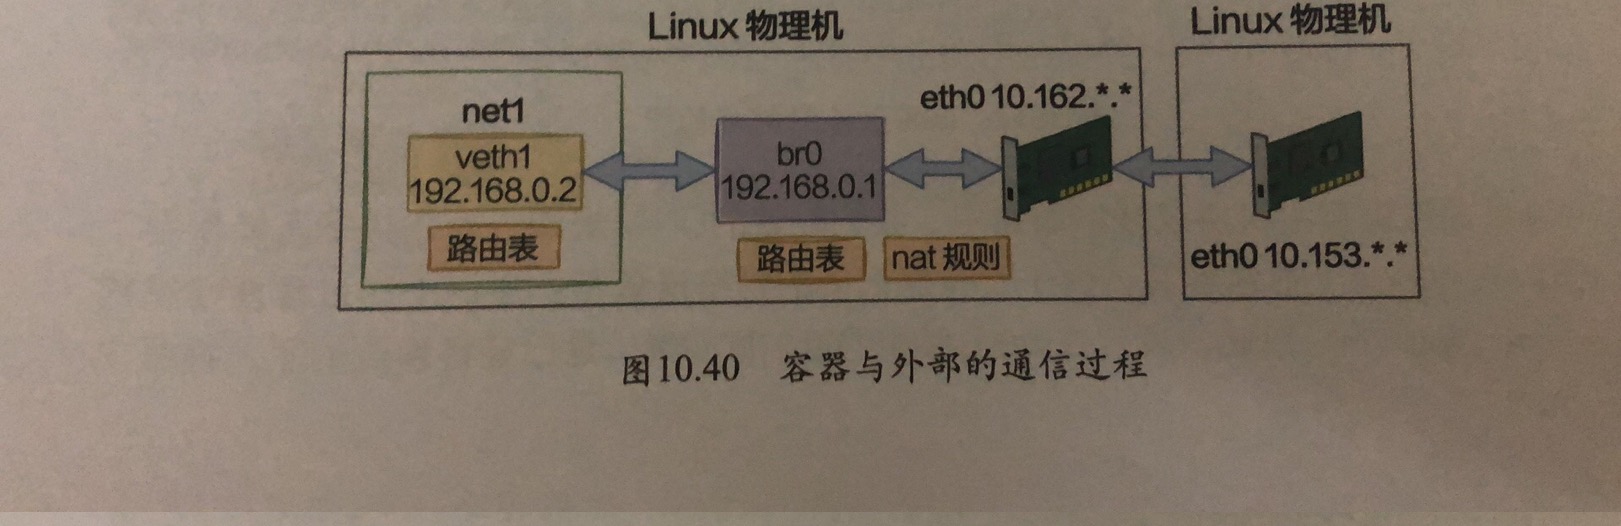 Linux 物理机
Linux 物理机
net1
veth1
192.168.0.2
路由表
br0
192.168.0.1
路由表
nat 规则
eth0 10.162.*.*
eth0 10.153.*.*
图10.40 容器与外部的通信过程